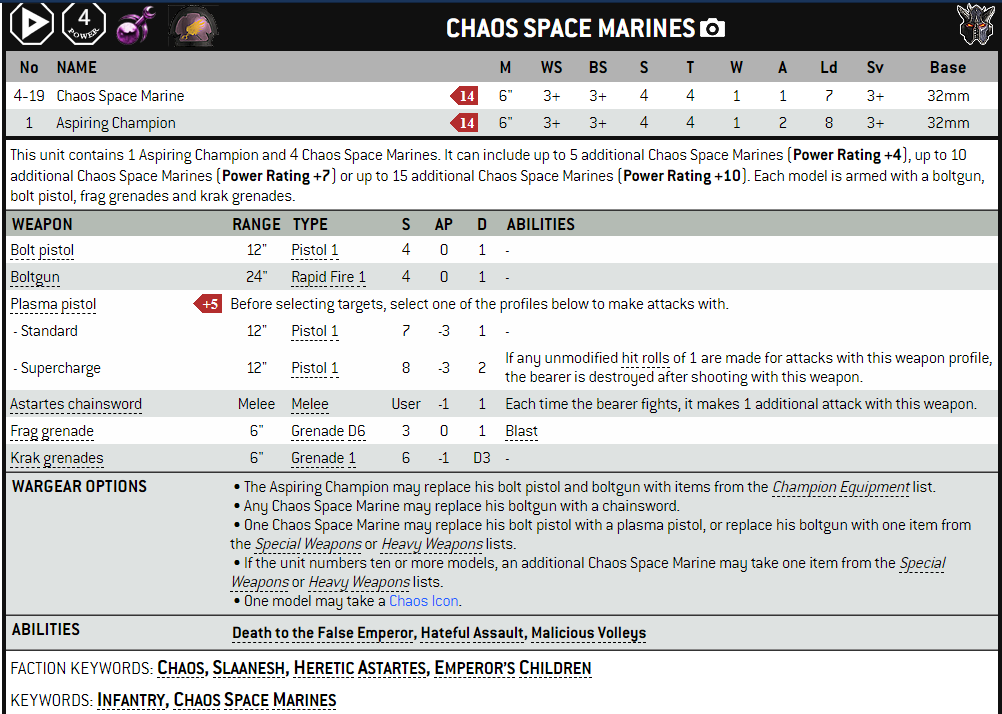 4
POWER
CHAOS SPACE MARINES
No NAME M WS BS S T W A Ld Sv Base
4-19 Chaos Space Marine 14 6" 3+ 3+ 4 4 1 1 7 3+ 32mm
1 Aspiring Champion 14 6" 3+ 3+ 4 4 1 2 8 3+ 32mm
This unit contains 1 Aspiring Champion and 4 Chaos Space Marines. It can include up to 5 additional Chaos Space Marines (Power Rating +4), up to 10
additional Chaos Space Marines (Power Rating +7) or up to 15 additional Chaos Space Marines (Power Rating +10). Each model is armed with a boltgun,
bolt pistol, frag grenades and krak grenades.
WEAPON RANGE TYPE S AP D ABILITIES
Bolt pistol 12" Pistol 1 4 0 1 -
Boltgun 24" Rapid Fire 1 4 0 1 -
Plasma pistol +5 Before selecting targets, select one of the profiles below to make attacks with.
- Standard 12" Pistol 1 7 -3 1 -
- Supercharge 12" Pistol 1 8 -3 2 If any unmodified hit rolls of 1 are made for attacks with this weapon profile,
the bearer is destroyed after shooting with this weapon.
Astartes chainsword Melee Melee User -1 1 Each time the bearer fights, it makes 1 additional attack with this weapon.
Frag grenade 6" Grenade D6 3 0 1 Blast
Krak grenades 6" Grenade 1 6 -1 D3 -
WARGEAR OPTIONS • The Aspiring Champion may replace his bolt pistol and boltgun with items from the Champion Equipment list.
• Any Chaos Space Marine may replace his boltgun with a chainsword.
• One Chaos Space Marine may replace his bolt pistol with a plasma pistol, or replace his boltgun with one item from
the Special Weapons or Heavy Weapons lists.
• If the unit numbers ten or more models, an additional Chaos Space Marine may take one item from the Special
Weapons or Heavy Weapons lists.
• One model may take a Chaos Icon.
ABILITIES Death to the False Emperor, Hateful Assault, Malicious Volleys
FACTION KEYWORDS: CHAOS, SLAANESH, HERETIC ASTARTES, EMPEROR'S CHILDREN
KEYWORDS: INFANTRY, CHAOS SPACE MARINES